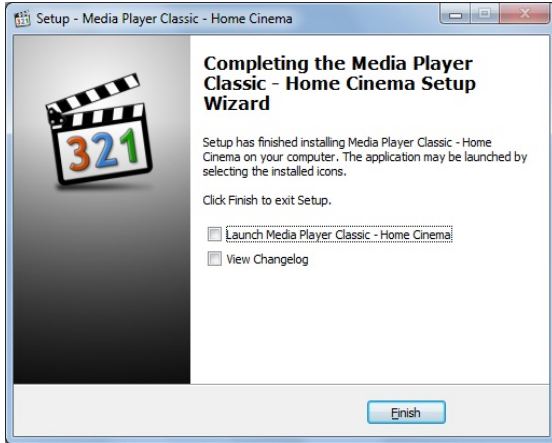 Setup - Media Player Classic - Home Cinema
321
Completing the Media Player
Classic - Home Cinema Setup
Wizard
Setup has finished installing Media Player Classic - Home
Cinema on your computer. The application may be launched by
selecting the installed icons.
Click Finish to exit Setup.
Launch Media Player Classic - Home Cinema
View Changelog
Finish